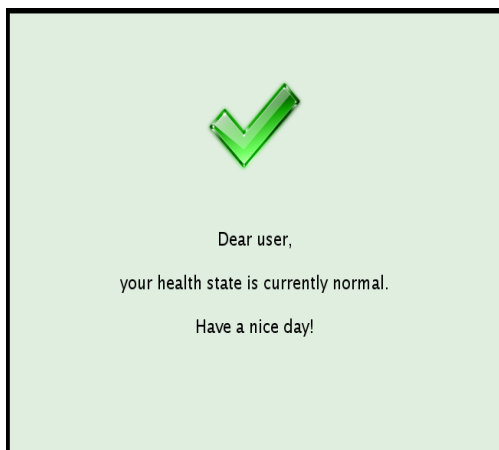 Dear user,
your health state is currently normal.
Have a nice day!